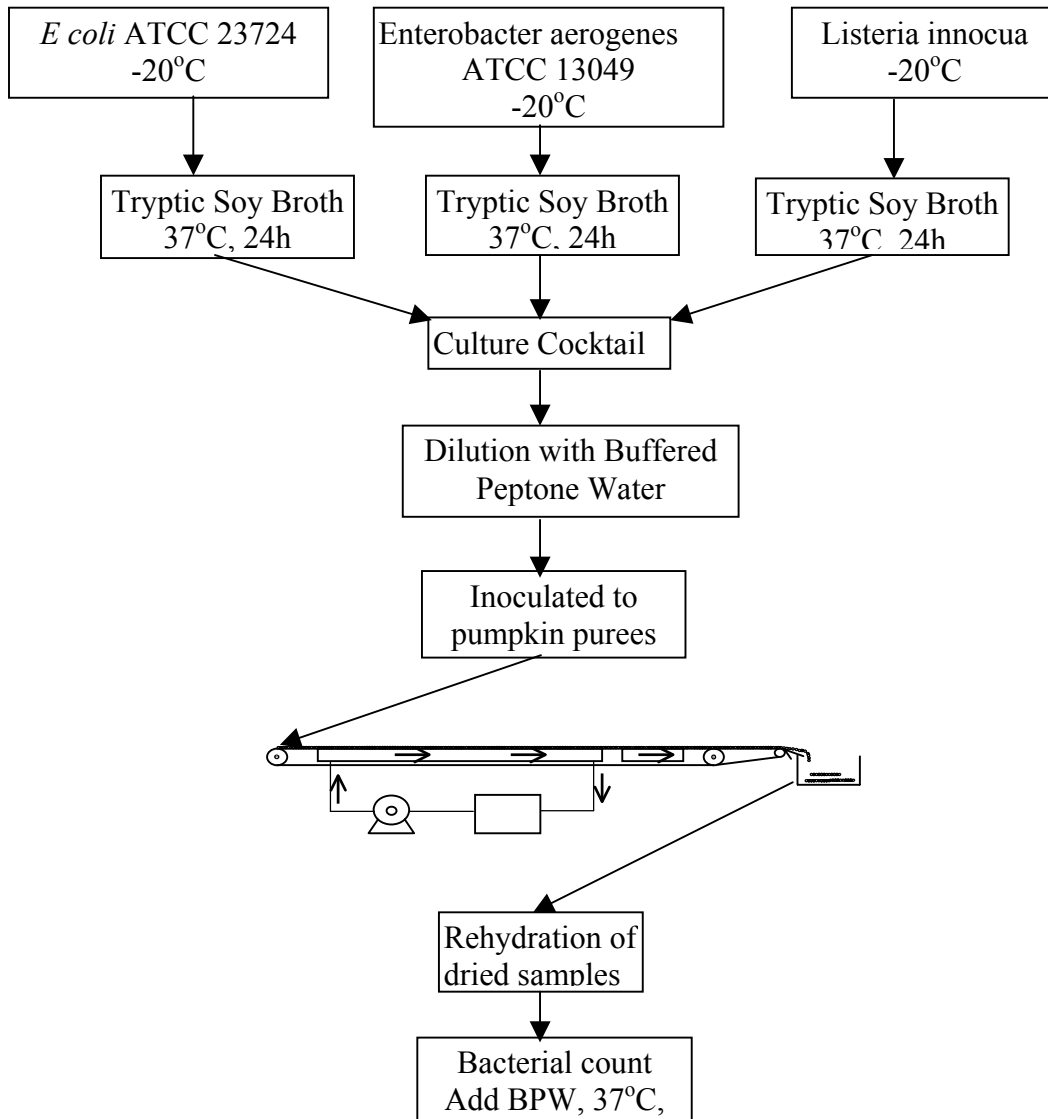 E coli ATCC 23724
-20°C
Enterobacter aerogenes
ATCC 13049
-20°C
Listeria innocua
-20°C
Tryptic Soy Broth
37°C, 24h
Tryptic Soy Broth
37°C, 24h
Tryptic Soy Broth
37°C, 24h
Culture Cocktail
Dilution with Buffered
Peptone Water
Inoculated to
pumpkin purees
Rehydration of
dried samples
Bacterial count
Add BPW, 37°C,